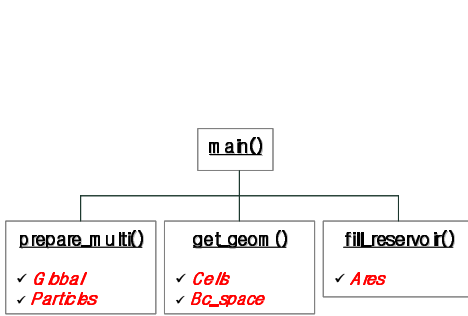 main()
prepare_multi()
get_geom()
fill_reservoir()
✓ Global
✓ Particles
✓ Cells
✓ Bc_space
✓ Ares